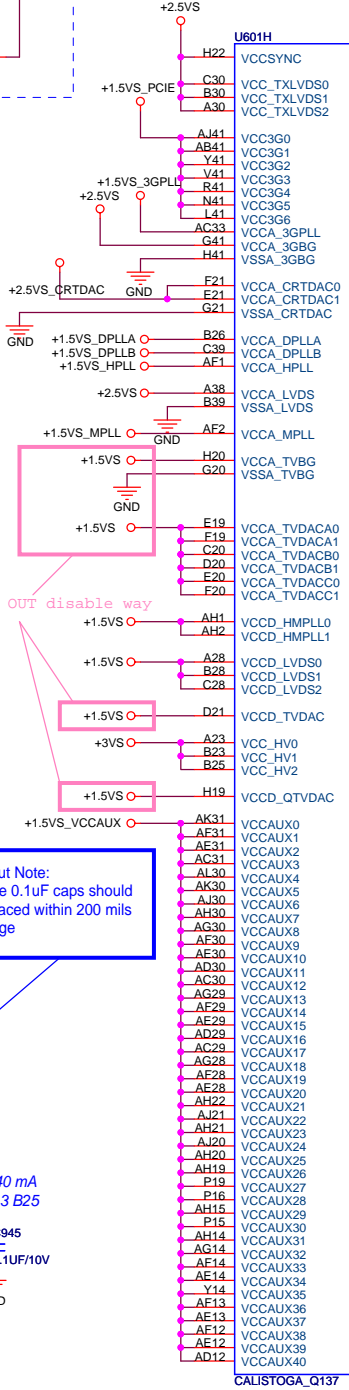 +2.5VS
U601H
H22 VCCSYNC
C30 VCC_TXLVDS0
B30 VCC_TXLVDS1
A30 VCC_TXLVDS2
+1.5VS_PCIE
AJ41 VCC3G0
AB41 VCC3G1
Y41 VCC3G2
V41 VCC3G3
+1.5VS_3GPLL
R41 VCC3G4
+2.5VS
N41 VCC3G5
L41 VCC3G6
AC33 VCCA_3GPLL
G41 VCCA_3GBG
H41 VSSA_3GBG
GND
+2.5VS_CRTDAC
F21 VCCA_CRTDAC0
E21 VCCA_CRTDAC1
G21 VSSA_CRTDAC
GND
+1.5VS_DPLLA B26 VCCA_DPLLA
+1.5VS_DPLLB C39 VCCA_DPLLB
+1.5VS_HPLL AF1 VCCA_HPLL
+2.5VS A38 VCCA_LVDS
B39 VSSA_LVDS
+1.5VS_MPLL AF2 VCCA_MPLL
GND
+1.5VS H20 VCCA_TVBG
G20 VSSA_TVBG
GND
+1.5VS E19 VCCA_TVDACA0
F19 VCCA_TVDACA1
C20 VCCA_TVDACB0
D20 VCCA_TVDACB1
E20 VCCA_TVDACC0
F20 VCCA_TVDACC1
OUT disable way
+1.5VS AH1 VCCD_HMPLL0
AH2 VCCD_HMPLL1
+1.5VS A28 VCCD_LVDS0
B28 VCCD_LVDS1
C28 VCCD_LVDS2
+1.5VS D21 VCCD_TVDAC
+3VS A23 VCC_HV0
B23 VCC_HV1
B25 VCC_HV2
+1.5VS H19 VCCD_QTVDAC
+1.5VS_VCCAUX AK31 VCCAUX0
AF31 VCCAUX1
AE31 VCCAUX2
AC31 VCCAUX3
AL30 VCCAUX4
AK30 VCCAUX5
AJ30 VCCAUX6
AH30 VCCAUX7
AG30 VCCAUX8
AF30 VCCAUX9
AE30 VCCAUX10
AD30 VCCAUX11
AC30 VCCAUX12
AG29 VCCAUX13
AF29 VCCAUX14
AE29 VCCAUX15
AD29 VCCAUX16
AC29 VCCAUX17
AG28 VCCAUX18
AF28 VCCAUX19
AE28 VCCAUX20
AH22 VCCAUX21
AJ21 VCCAUX22
AH21 VCCAUX23
AJ20 VCCAUX24
AH20 VCCAUX25
AH19 VCCAUX26
P19 VCCAUX27
P16 VCCAUX28
AH15 VCCAUX29
P15 VCCAUX30
AH14 VCCAUX31
AG14 VCCAUX32
AF14 VCCAUX33
AE14 VCCAUX34
Y14 VCCAUX35
AF13 VCCAUX36
AE13 VCCAUX37
AF12 VCCAUX38
AE12 VCCAUX39
AD12 VCCAUX40
CALISTOGA_Q137
ut Note:
e 0.1uF caps should
aced within 200 mils
ge
40 mA
3 B25
945
.1UF/10V
D